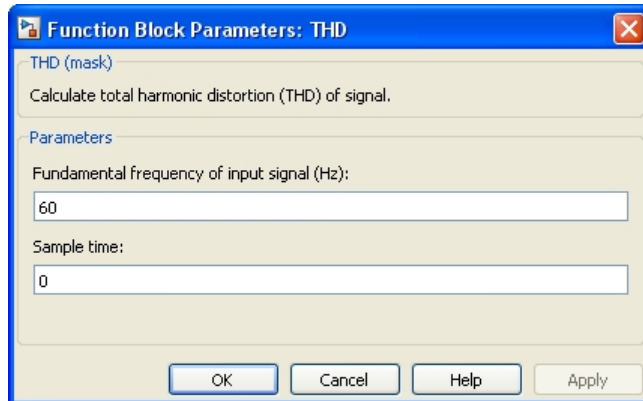 Function Block Parameters: THD
THD (mask)
Calculate total harmonic distortion (THD) of signal.
Parameters
Fundamental frequency of input signal (Hz):
60
Sample time:
0
OK Cancel Help Apply